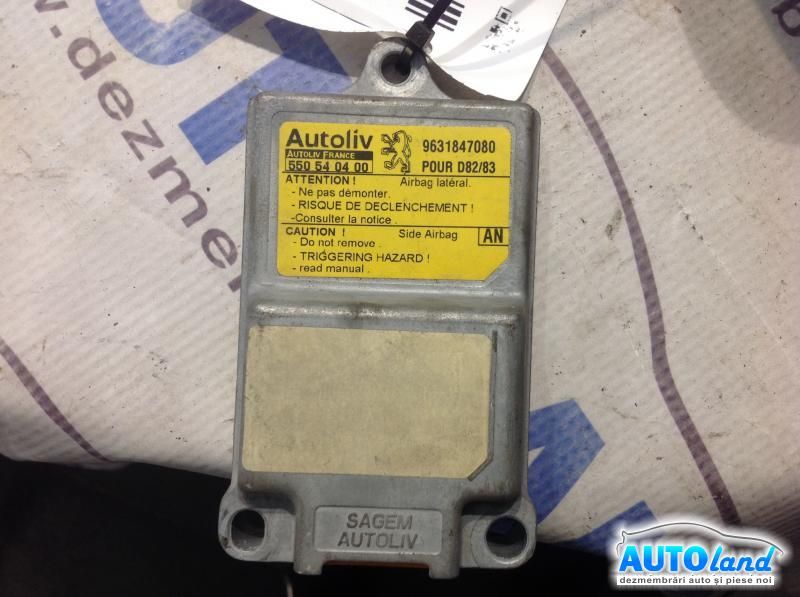 Autoliv
AUTOLIV FRANCE
550 54 04 00
9631847080
POUR D82/83
ATTENTION ! Airbag latéral.
- Ne pas démonter.
- RISQUE DE DECLENCHEMENT !
-Consulter la notice .
CAUTION ! Side Airbag AN
- Do not remove .
- TRIGGERING HAZARD !
- read manual .
SAGEM
AUTOLIV
www.dezmem
AUTOland
dezmembrări auto și piese noi